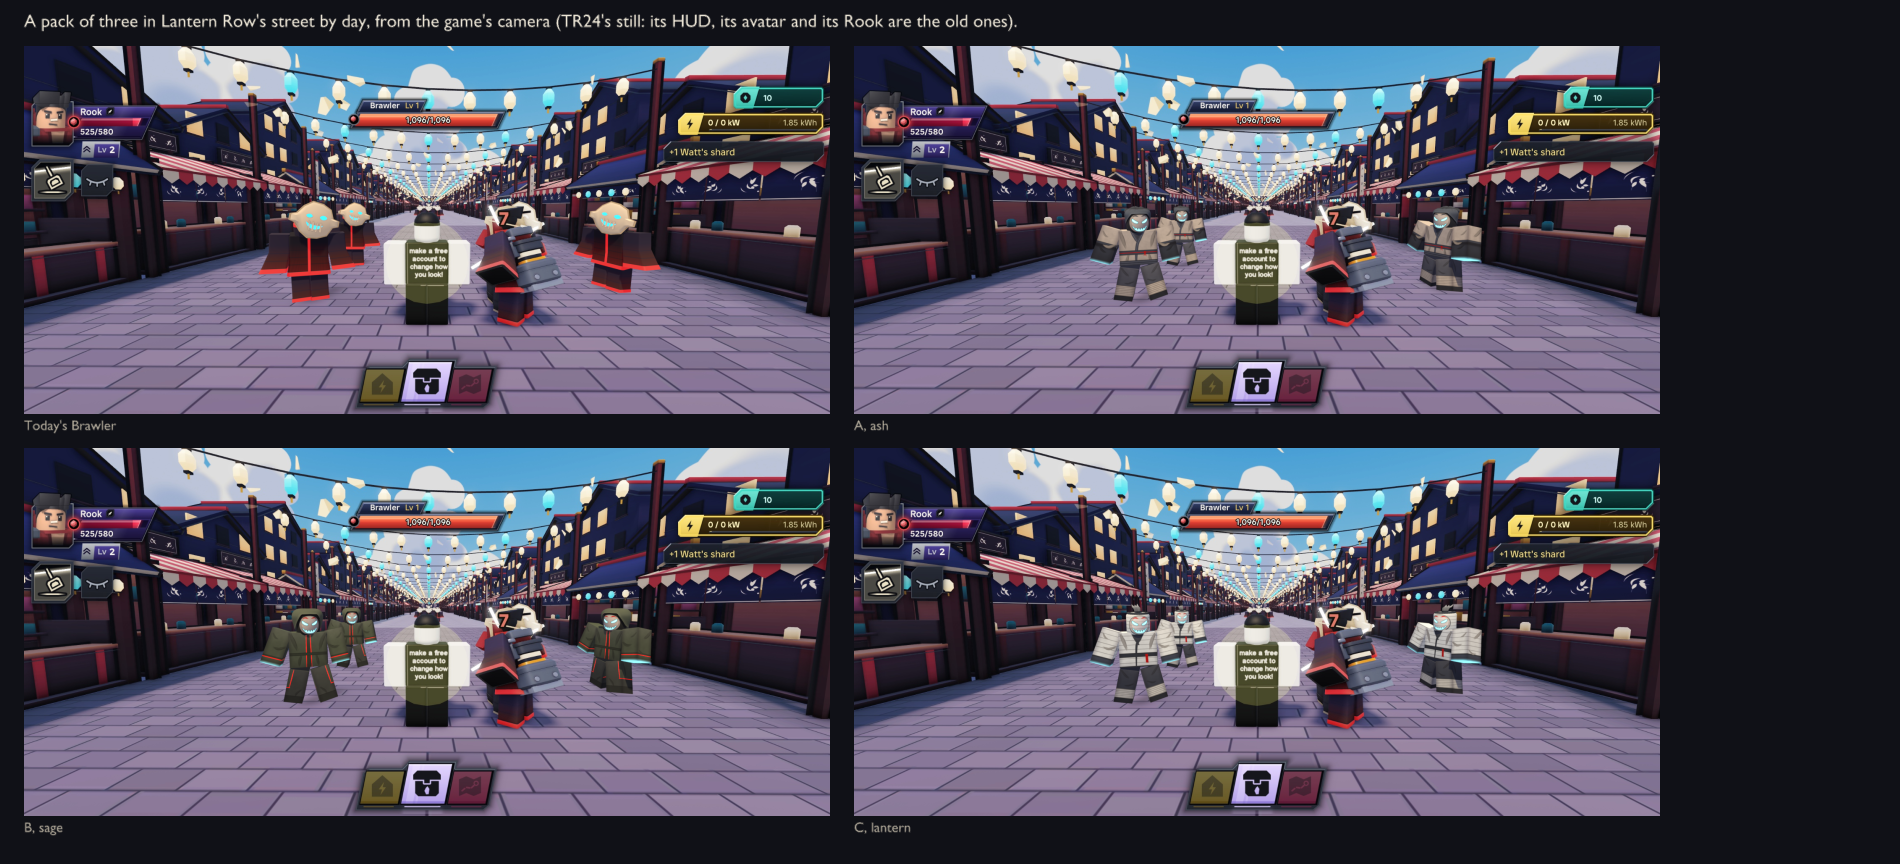 A pack of three in Lantern Row's street by day, from the game's camera (TR24's still: its HUD, its avatar and its Rook are the old ones).
Rook
525/580
Lv 2
Brawler Lv 1
1,096/1,096
10
0 / 0 kW
1.85 kWh
+1 Watt's shard
7
make a free
account to
change how
you look!
Today's Brawler
Rook
525/580
Lv 2
Brawler Lv 1
1,096/1,096
10
0 / 0 kW
1.85 kWh
+1 Watt's shard
7
make a free
account to
change how
you look!
A, ash
Rook
525/580
Lv 2
Brawler Lv 1
1,096/1,096
10
0 / 0 kW
1.85 kWh
+1 Watt's shard
7
make a free
account to
change how
you look!
B, sage
Rook
525/580
Lv 2
Brawler Lv 1
1,096/1,096
10
0 / 0 kW
1.85 kWh
+1 Watt's shard
7
make a free
account to
change how
you look!
C, lantern